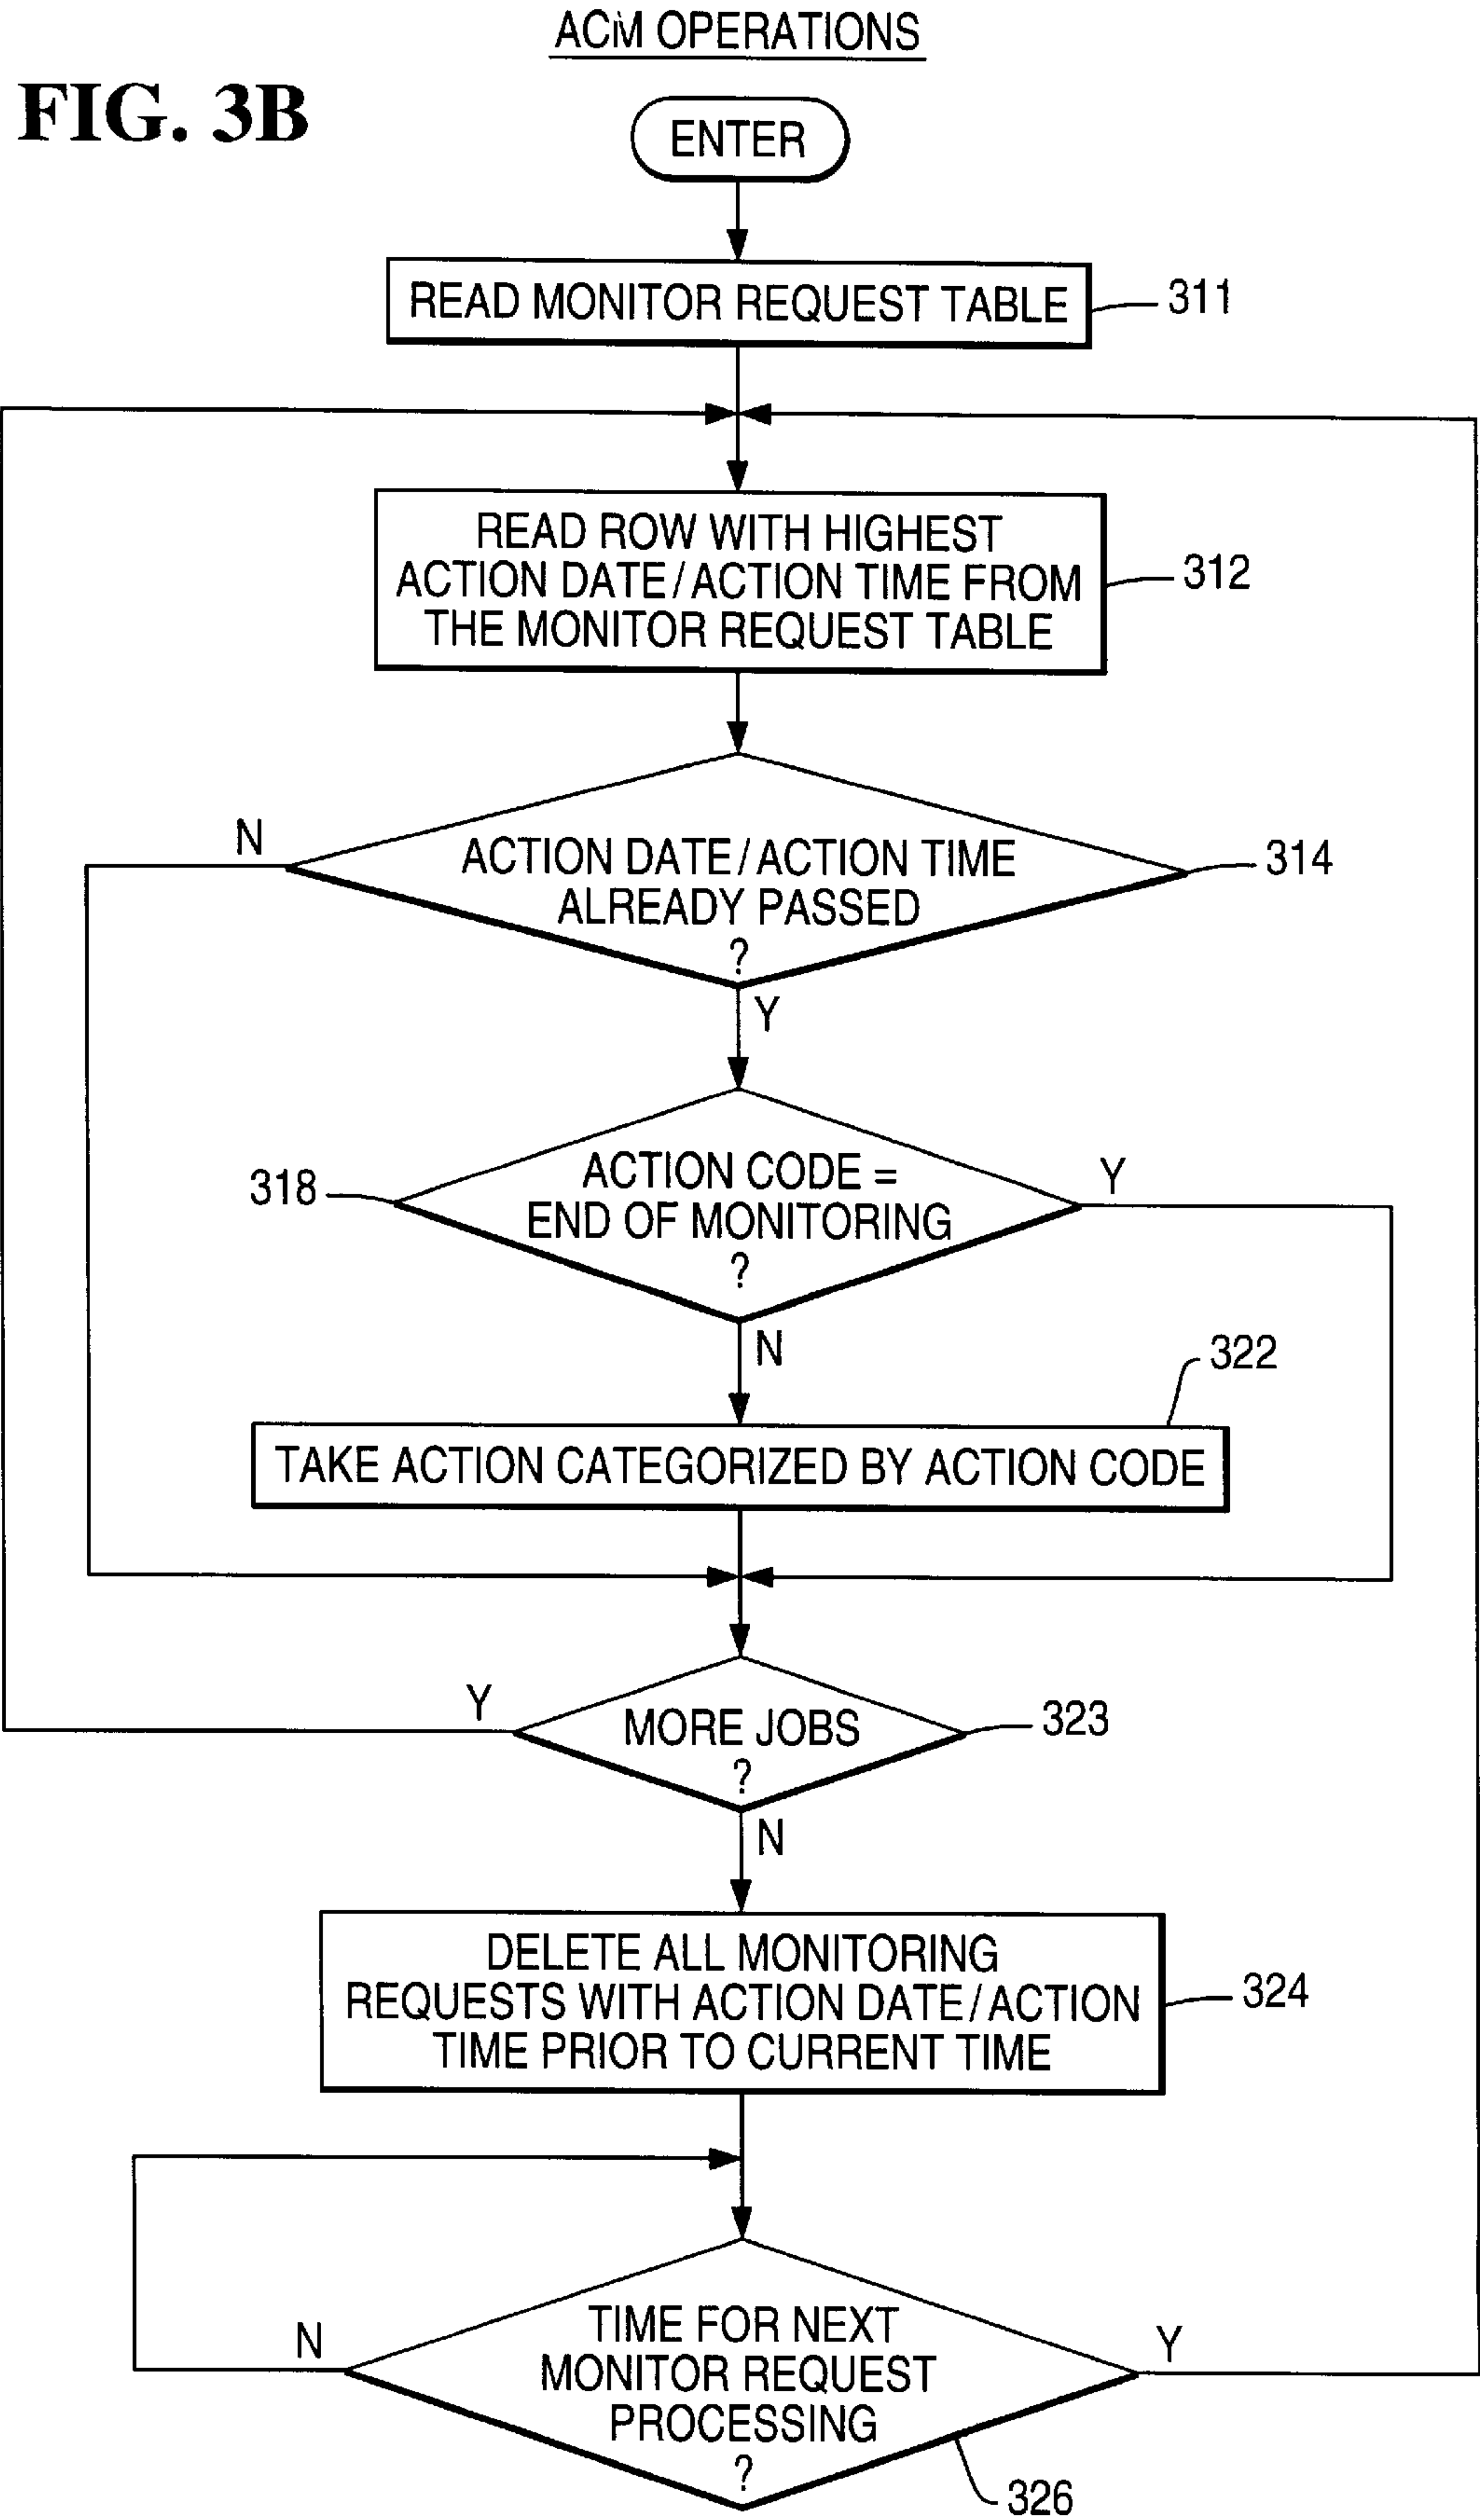 ACM OPERATIONS
FIG. 3B
ENTER
READ MONITOR REQUEST TABLE
311
READ ROW WITH HIGHEST
ACTION DATE/ACTION TIME FROM
THE MONITOR REQUEST TABLE
312
N
ACTION DATE/ACTION TIME
ALREADY PASSED
?
314
Y
318
ACTION CODE =
END OF MONITORING
?
Y
N
322
TAKE ACTION CATEGORIZED BY ACTION CODE
Y
MORE JOBS
?
323
N
DELETE ALL MONITORING
REQUESTS WITH ACTION DATE/ACTION
TIME PRIOR TO CURRENT TIME
324
N
TIME FOR NEXT
MONITOR REQUEST
PROCESSING
?
Y
326